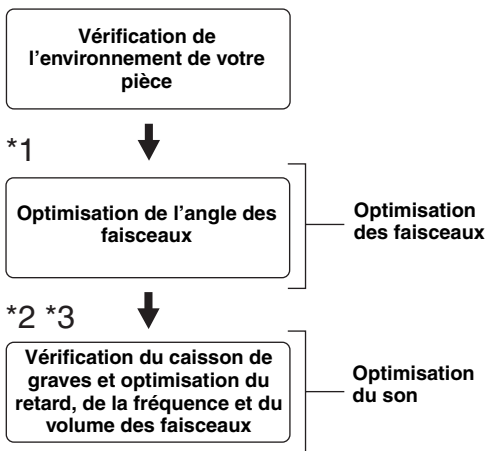 Vérification de
l’environnement de votre
pièce
*1
Optimisation de l’angle des
faisceaux
Optimisation
des faisceaux
*2 *3
Vérification du caisson de
graves et optimisation du
retard, de la fréquence et du
volume des faisceaux
Optimisation
du son